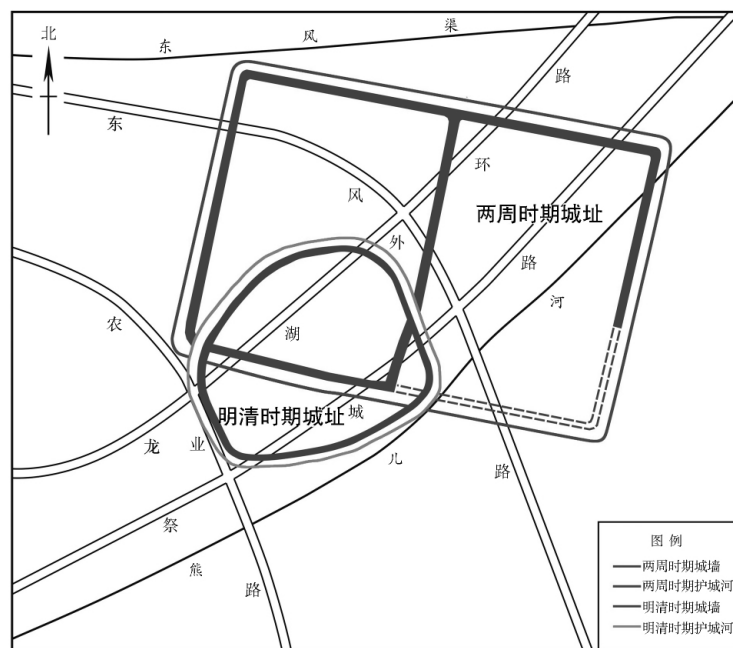 北
东 风 渠
东 风 路
龙 湖 外 环 路
农 业 路
祭 城 路
熊 儿 河
两周时期城址
明清时期城址
图 例
两周时期城墙
两周时期护城河
明清时期城墙
明清时期护城河